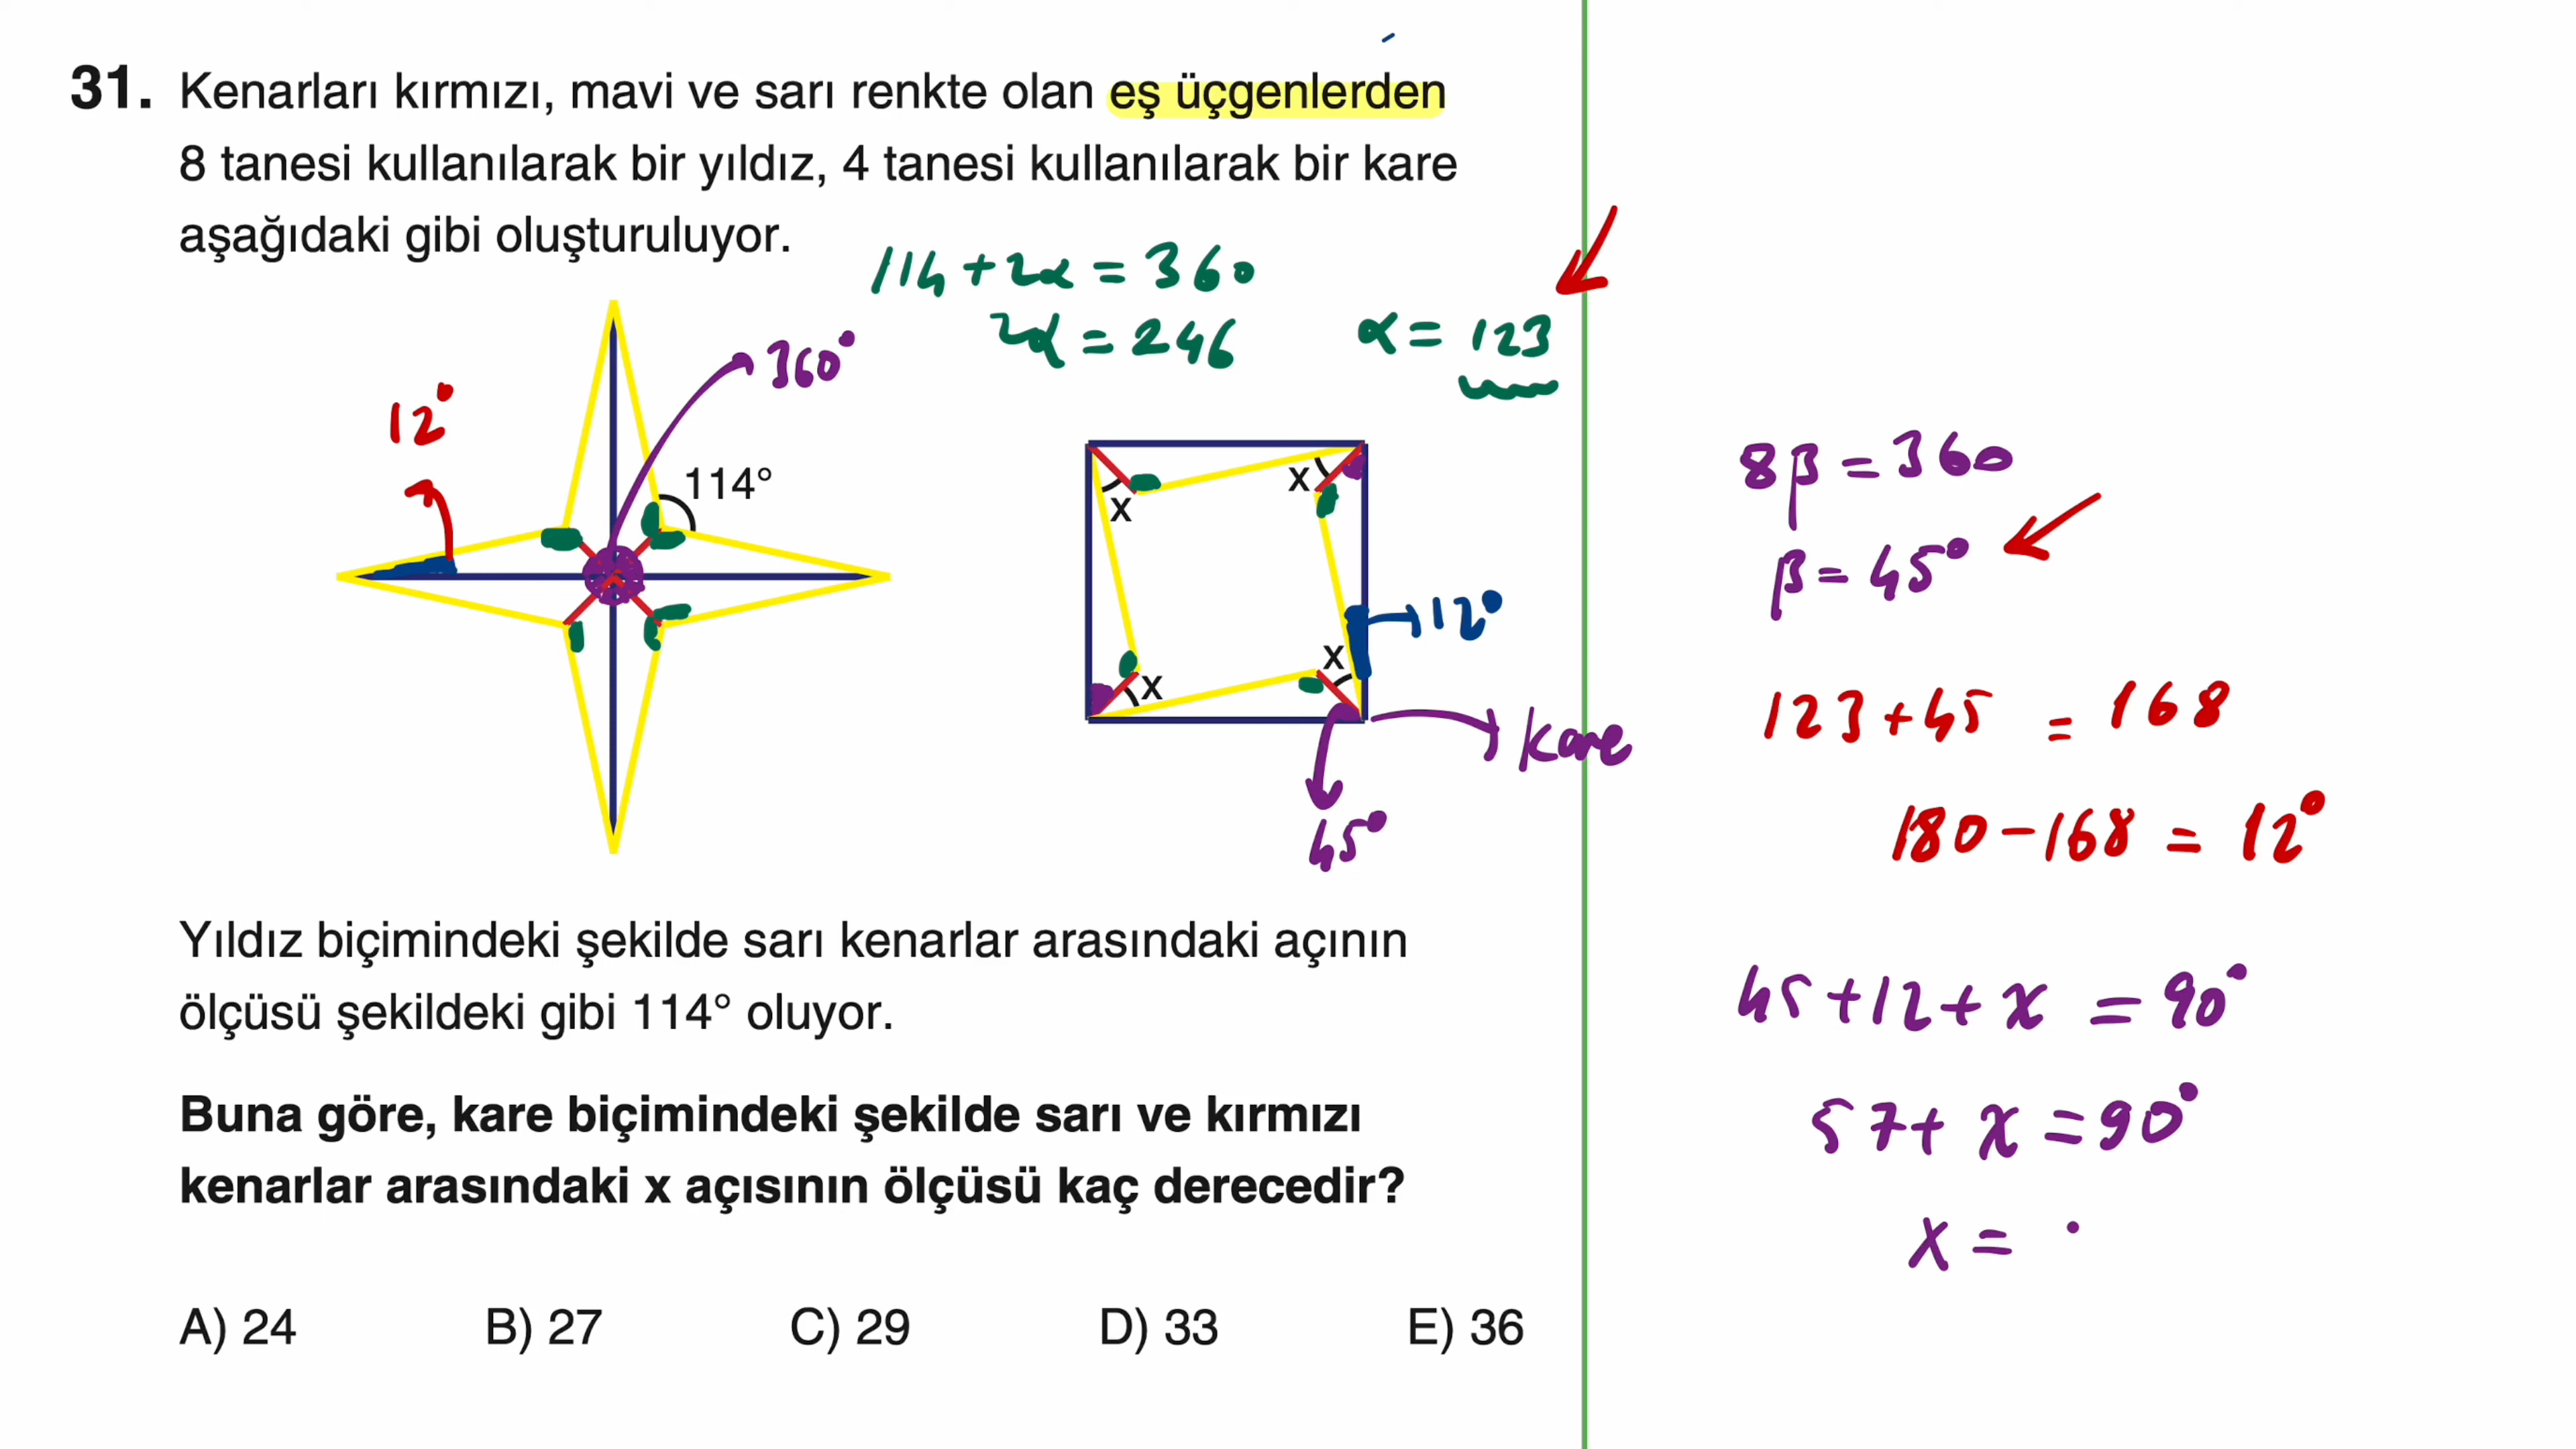 31. Kenarları kırmızı, mavi ve sarı renkte olan eş üçgenlerden
8 tanesi kullanılarak bir yıldız, 4 tanesi kullanılarak bir kare
aşağıdaki gibi oluşturuluyor.
114 + 2α = 360
2α = 246
α = 123
360°
12°
114°
x
x
x
x
12°
kare
45°
8β = 360
β = 45°
123 + 45 = 168
180 - 168 = 12°
45 + 12 + x = 90°
57 + x = 90°
x =
Yıldız biçimindeki şekilde sarı kenarlar arasındaki açının
ölçüsü şekildeki gibi 114° oluyor.
Buna göre, kare biçimindeki şekilde sarı ve kırmızı
kenarlar arasındaki x açısının ölçüsü kaç derecedir?
A) 24 B) 27 C) 29 D) 33 E) 36